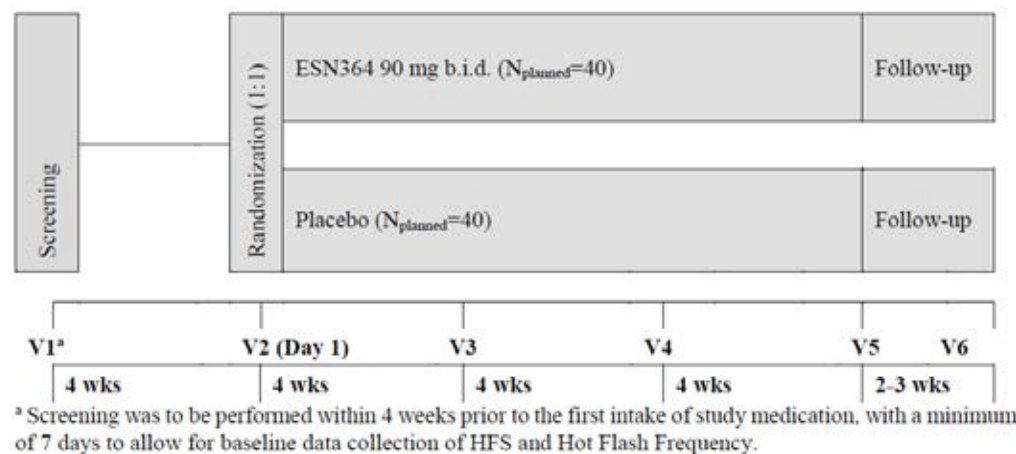 Screening
Randomization (1:1)
ESN364 90 mg b.i.d. (Nplanned=40)
Follow-up
Placebo (Nplanned=40)
Follow-up
V1ª V2 (Day 1) V3 V4 V5 V6
4 wks 4 wks 4 wks 4 wks 2-3 wks
ª Screening was to be performed within 4 weeks prior to the first intake of study medication, with a minimum
of 7 days to allow for baseline data collection of HFS and Hot Flash Frequency.